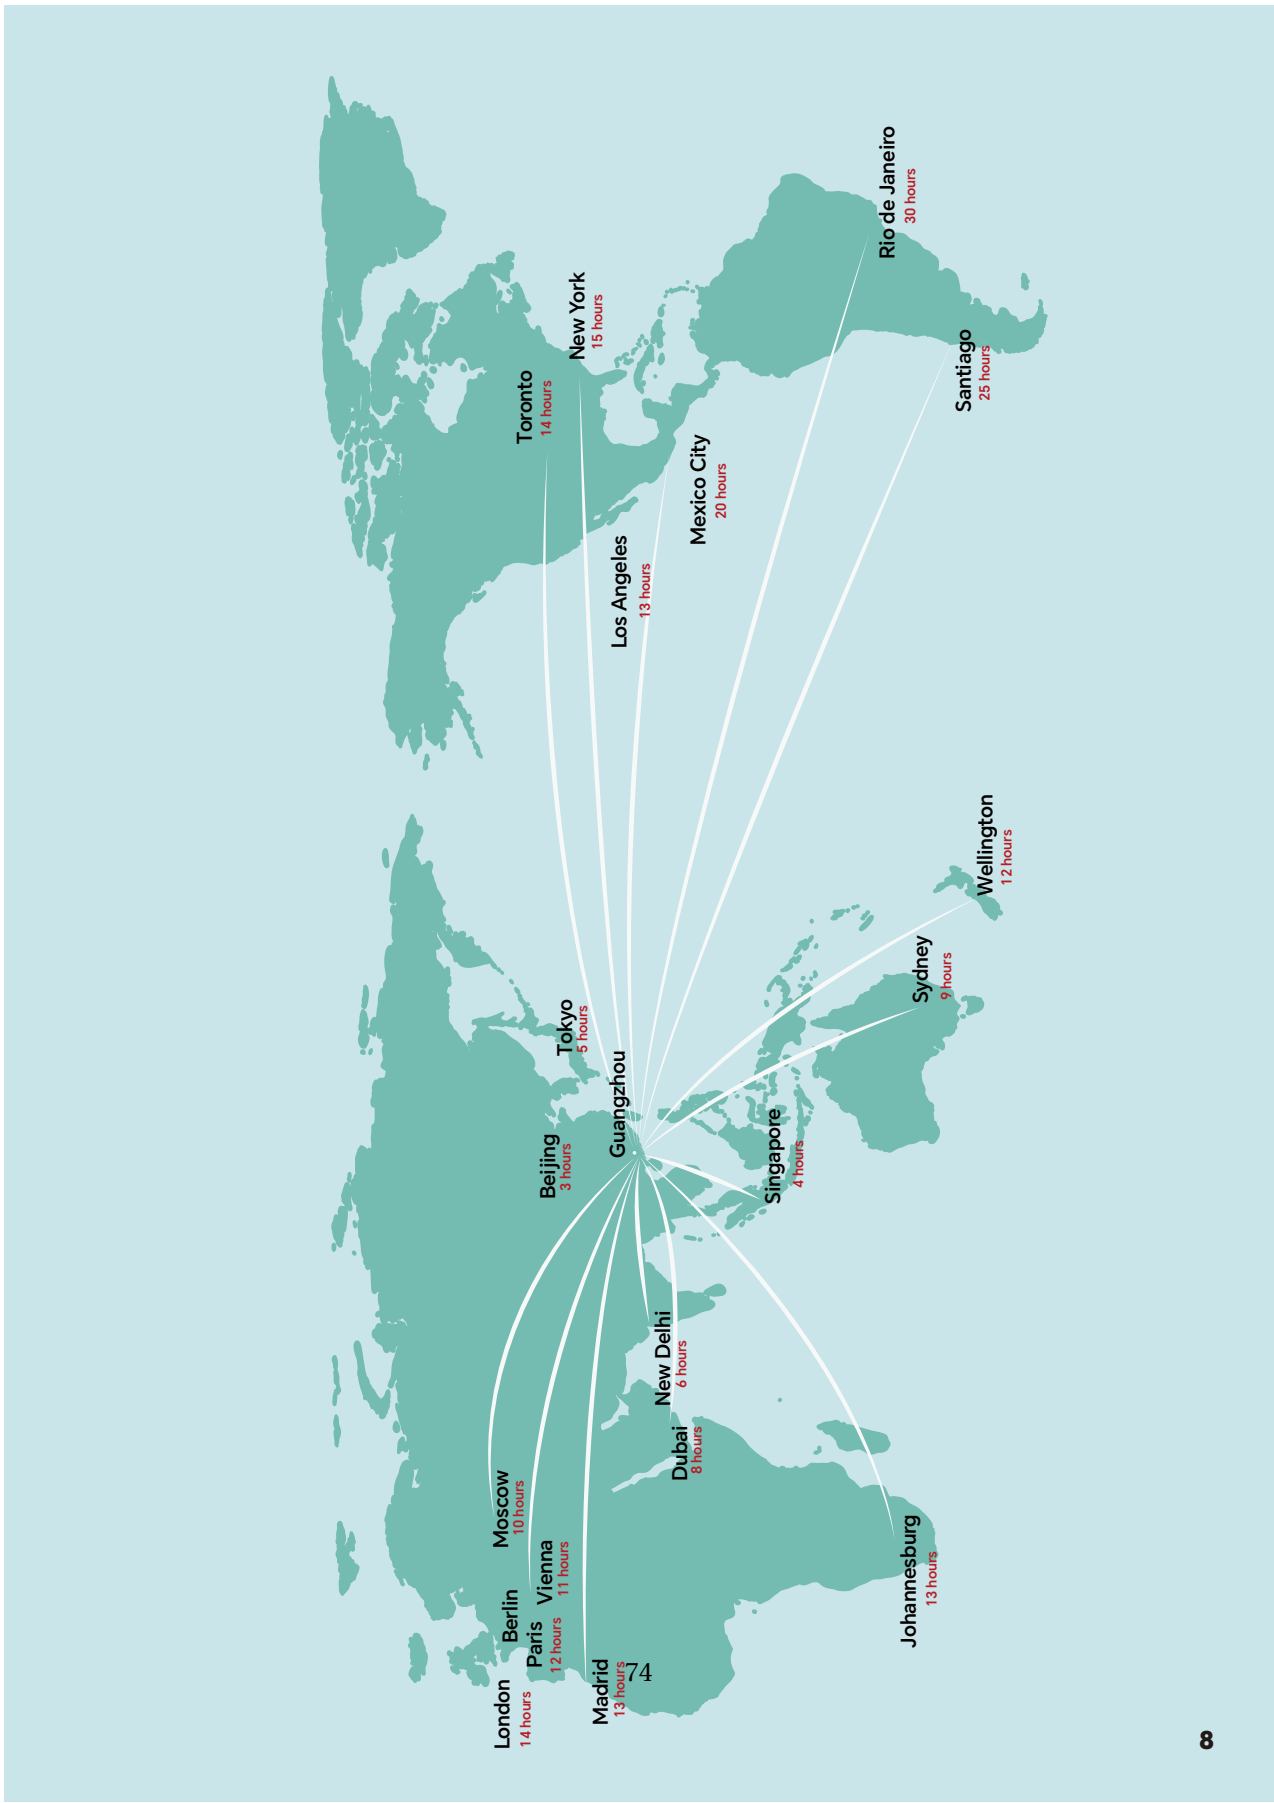 London
14 hours
Berlin
Paris
12 hours
Vienna
11 hours
Madrid
13 hours
Moscow
10 hours
Dubai
8 hours
New Delhi
6 hours
Johannesburg
13 hours
Beijing
3 hours
Guangzhou
Tokyo
5 hours
Singapore
4 hours
Sydney
9 hours
Wellington
12 hours
Los Angeles
13 hours
Toronto
14 hours
New York
15 hours
Mexico City
20 hours
Santiago
25 hours
Rio de Janeiro
30 hours
74
8